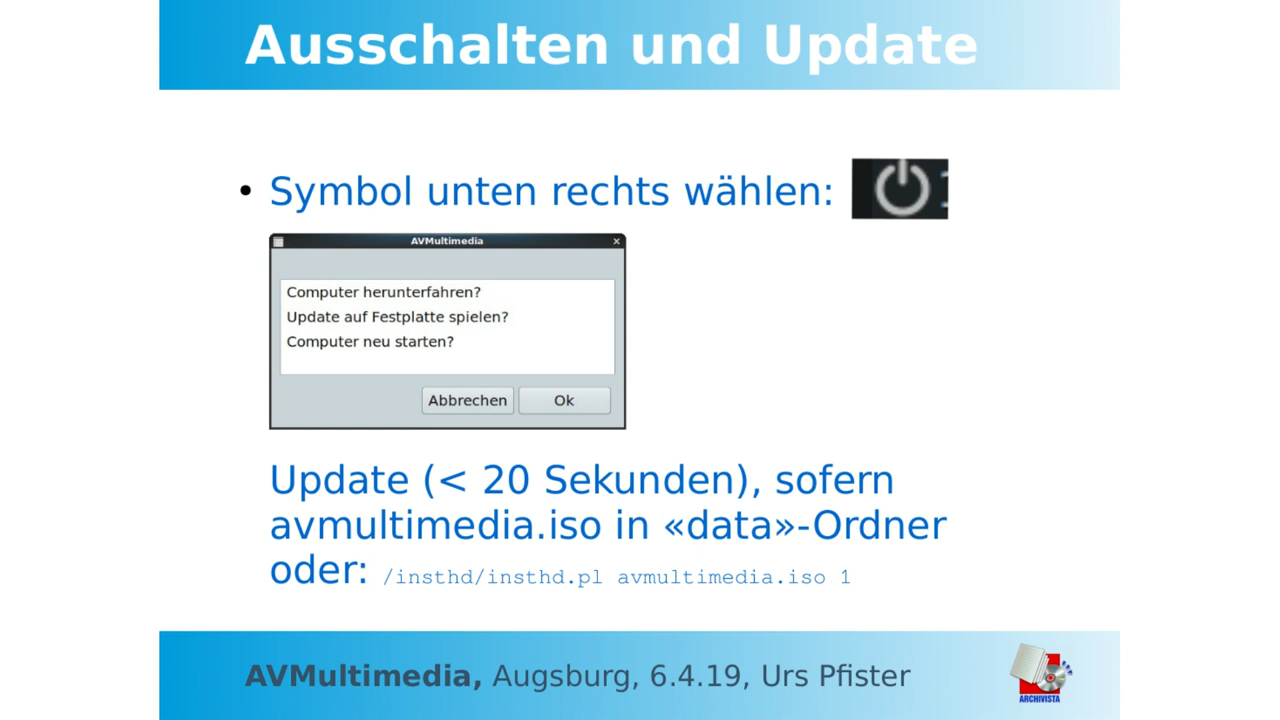 Ausschalten und Update
• Symbol unten rechts wählen:
AVMultimedia
Computer herunterfahren?
Update auf Festplatte spielen?
Computer neu starten?
Abbrechen Ok
Update (< 20 Sekunden), sofern
avmultimedia.iso in «data»-Ordner
oder: /insthd/insthd.pl avmultimedia.iso 1
AVMultimedia, Augsburg, 6.4.19, Urs Pfister
ARCHIVISTA